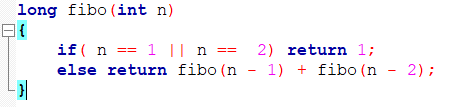 long fibo(int n)
{
    if( n == 1 || n ==  2) return 1;
    else return fibo(n - 1) + fibo(n - 2);
}